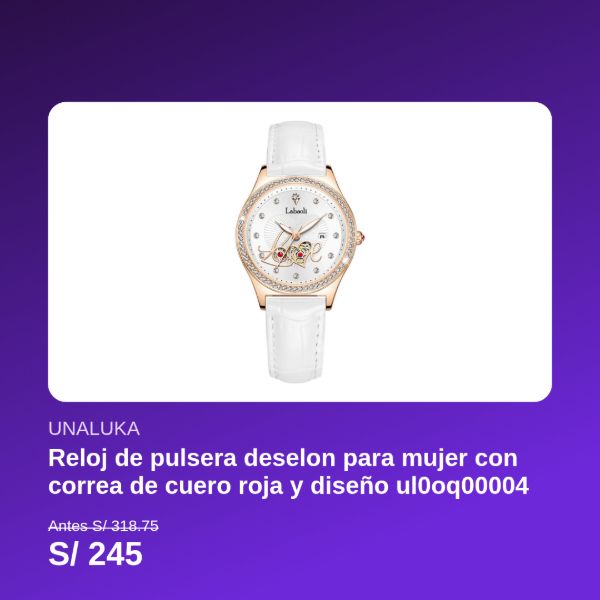 Labaoli
UNALUKA
Reloj de pulsera deselon para mujer con
correa de cuero roja y diseño ul0oq00004
Antes S/ 318.75
S/ 245